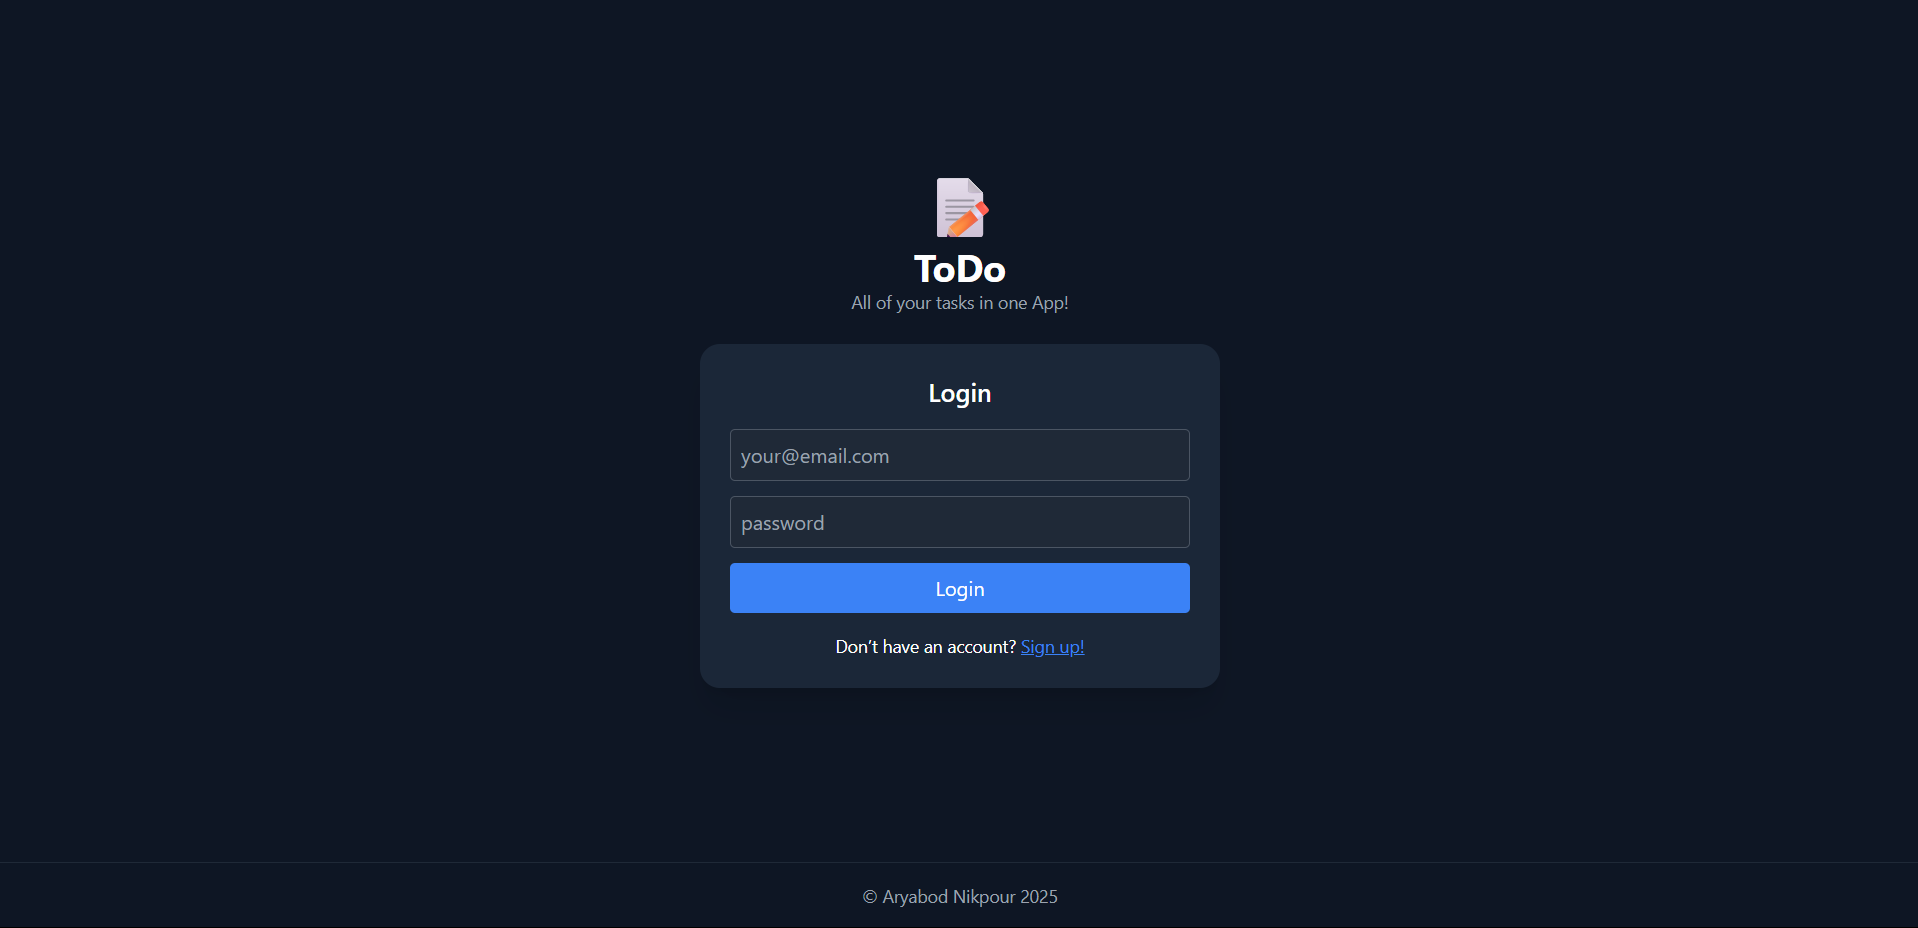 ToDo
All of your tasks in one App!
Login
your@email.com
password
Login
Don’t have an account? Sign up!
© Aryabod Nikpour 2025